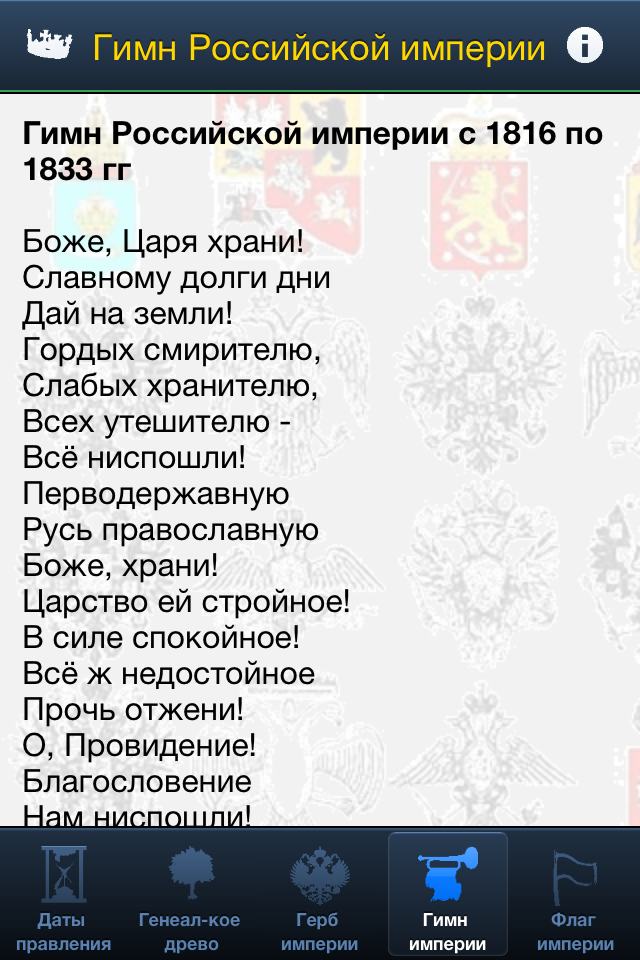 Гимн Российской империи
Гимн Российской империи с 1816 по
1833 гг
Боже, Царя храни!
Славному долги дни
Дай на земли!
Гордых смирителю,
Слабых хранителю,
Всех утешителю -
Всё ниспошли!
Перводержавную
Русь православную
Боже, храни!
Царство ей стройное!
В силе спокойное!
Всё ж недостойное
Прочь отжени!
О, Провидение!
Благословение
Нам ниспошли!
Даты
правления
Генеал-кое
древо
Герб
империи
Гимн
империи
Флаг
империи